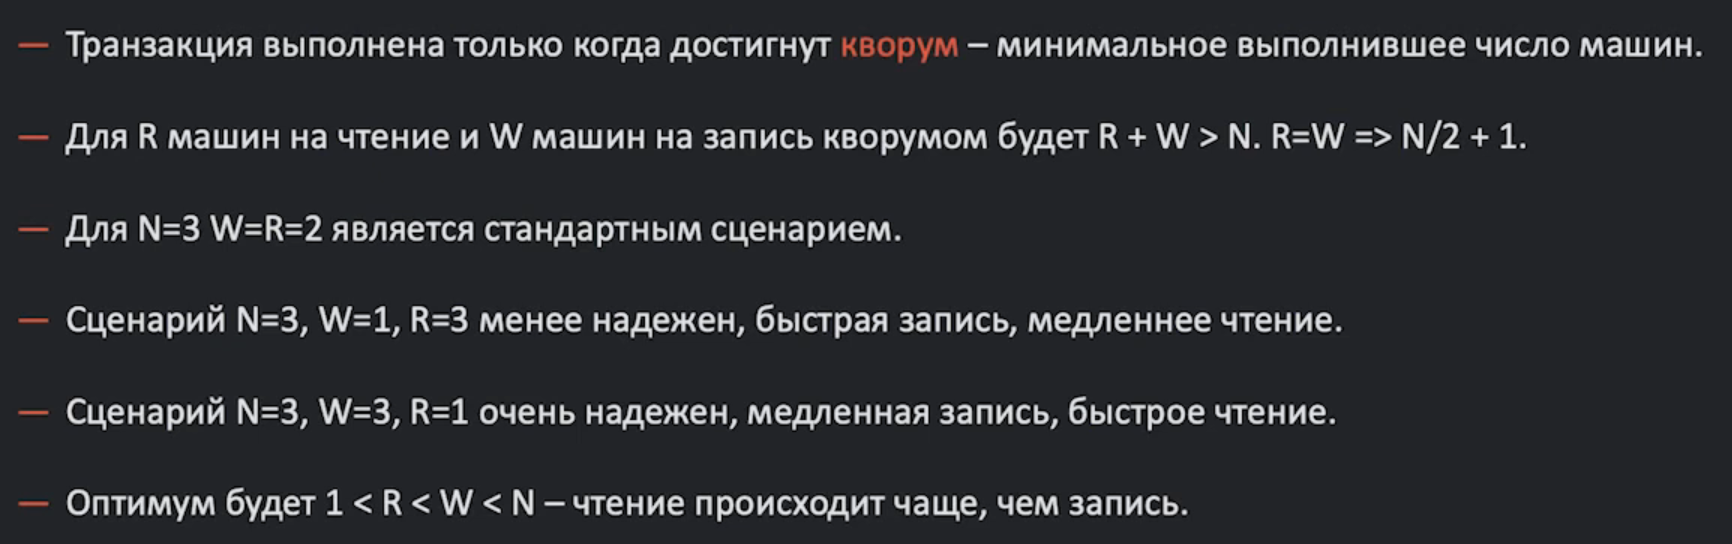 — Транзакция выполнена только когда достигнут кворум – минимальное выполнившее число машин.
— Для R машин на чтение и W машин на запись кворумом будет R + W > N. R=W => N/2 + 1.
— Для N=3 W=R=2 является стандартным сценарием.
— Сценарий N=3, W=1, R=3 менее надежен, быстрая запись, медленнее чтение.
— Сценарий N=3, W=3, R=1 очень надежен, медленная запись, быстрое чтение.
— Оптимум будет 1 < R < W < N – чтение происходит чаще, чем запись.